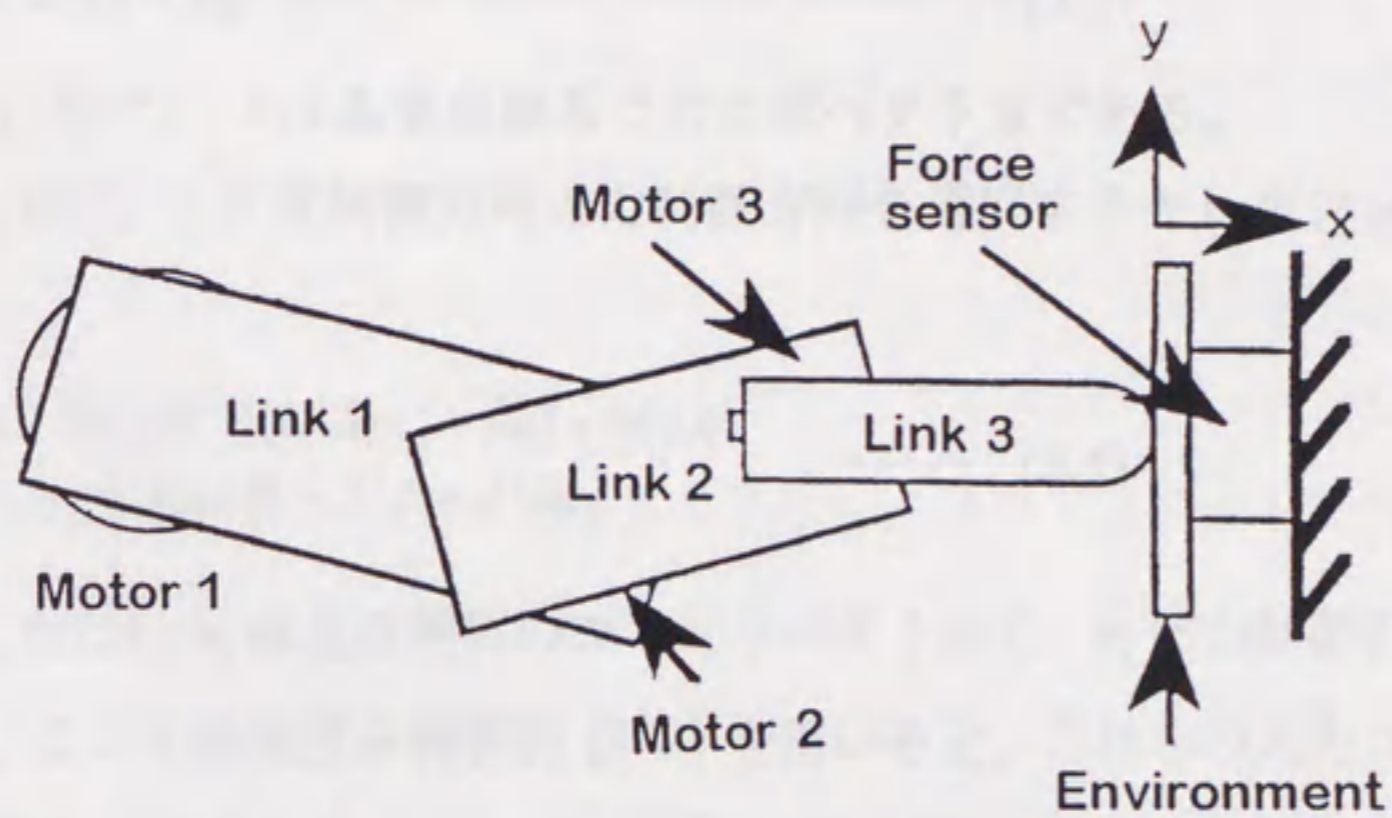 y
Force
sensor
Motor 3
x
Link 1
Link 3
Link 2
Motor 1
Motor 2
Environment